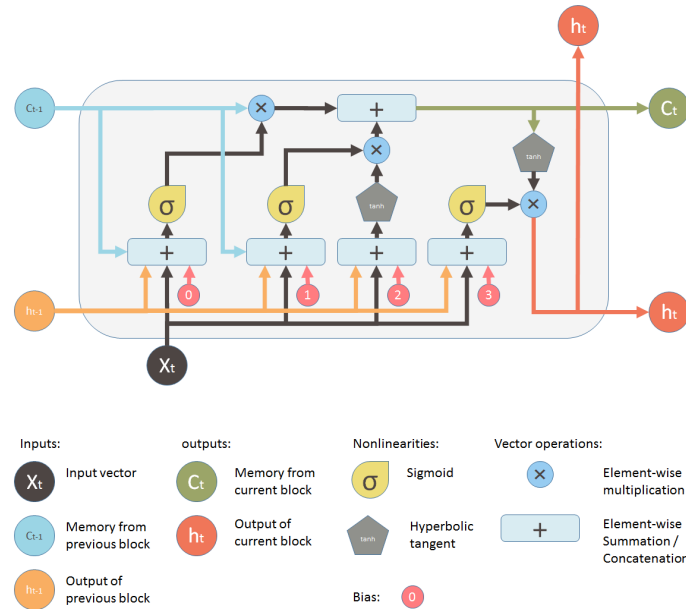 ht
Ct-1
×
+
Ct
tanh
×
σ
σ
tanh
σ
×
+
+
+
+
ht-1
0
1
2
3
ht
Xt
Inputs:
outputs:
Nonlinearities:
Vector operations:
Xt
Input vector
Ct
Memory from
current block
σ
Sigmoid
×
Element-wise
multiplication
Ct-1
Memory from
previous block
ht
Output of
current block
tanh
Hyperbolic
tangent
+
Element-wise
Summation /
Concatenation
ht-1
Output of
previous block
Bias:
0